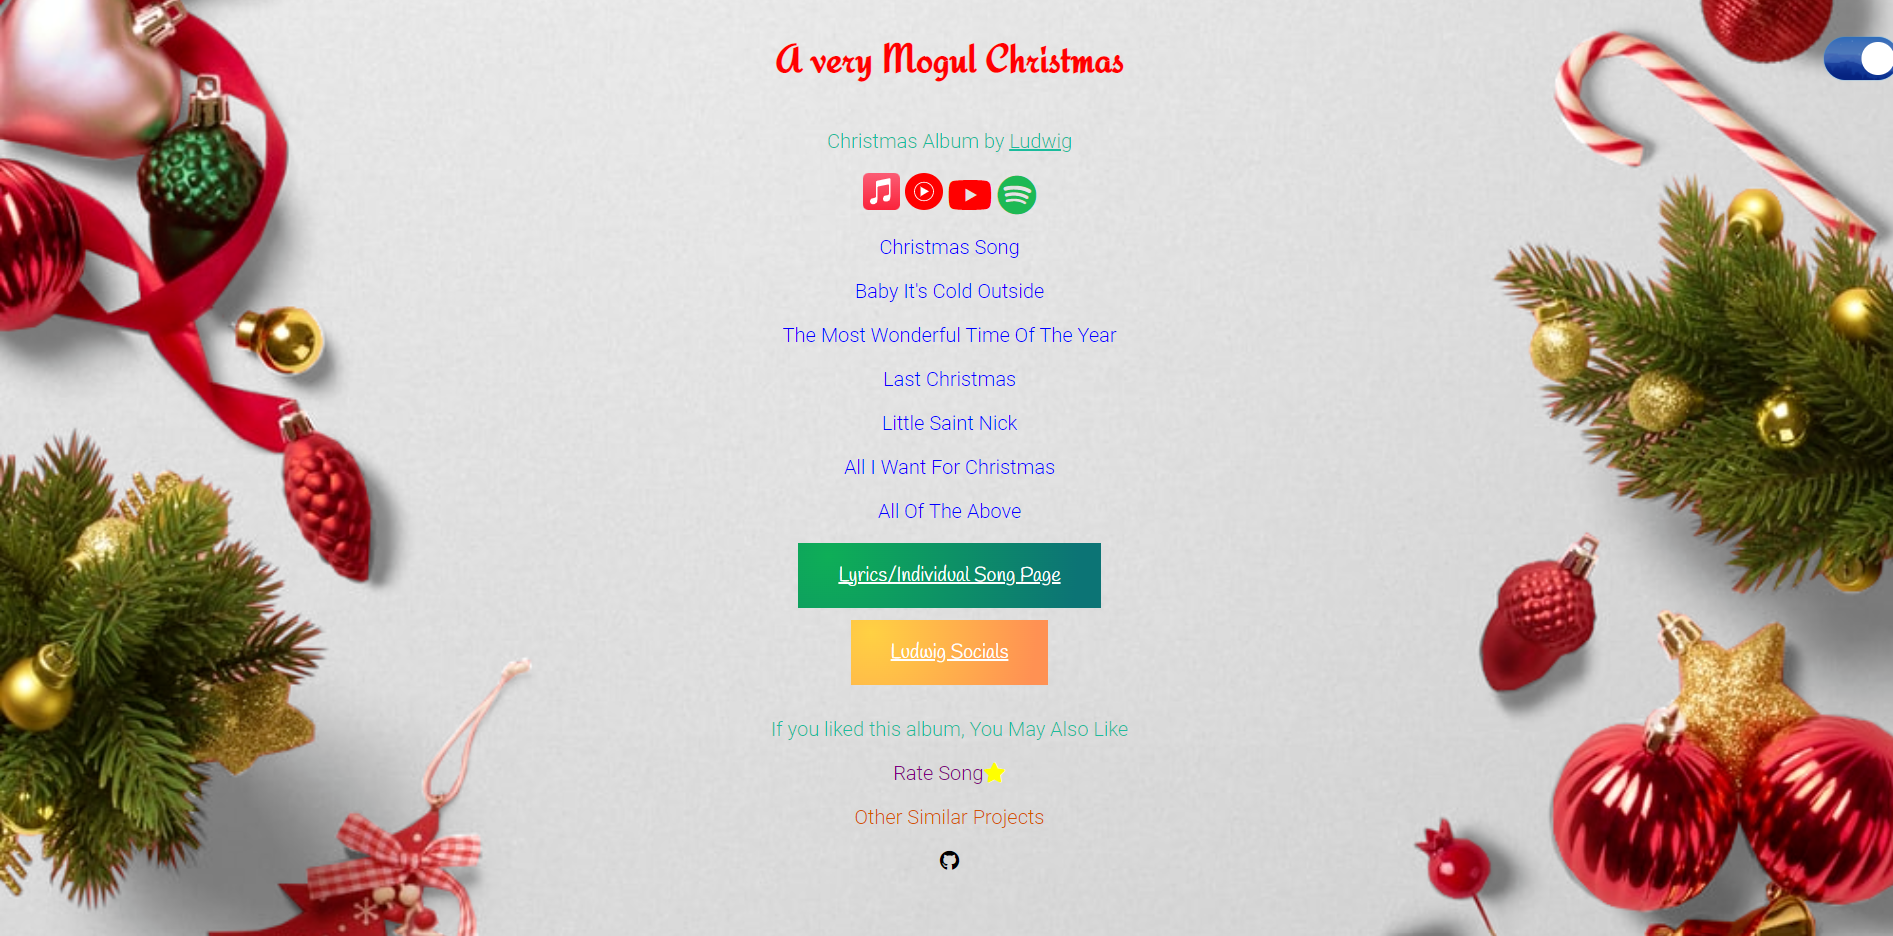 A very Mogul Christmas
Christmas Album by Ludwig
Christmas Song
Baby It's Cold Outside
The Most Wonderful Time Of The Year
Last Christmas
Little Saint Nick
All I Want For Christmas
All Of The Above
Lyrics/Individual Song Page
Ludwig Socials
If you liked this album, You May Also Like
Rate Song
Other Similar Projects